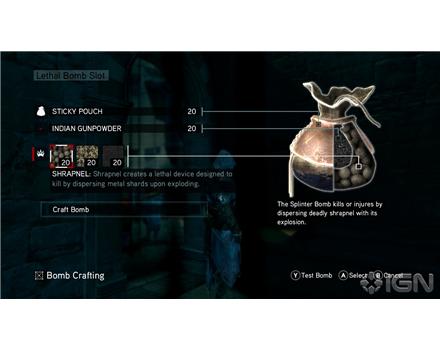 Lethal Bomb Slot
STICKY POUCH 20
INDIAN GUNPOWDER 20
20 20 20
SHRAPNEL: Shrapnel creates a lethal device designed to
kill by dispersing metal shards upon exploding.
Craft Bomb
The Splinter Bomb kills or injures by
dispersing deadly shrapnel with its
explosion.
Bomb Crafting
Y Test Bomb A Select B Cancel
IGN